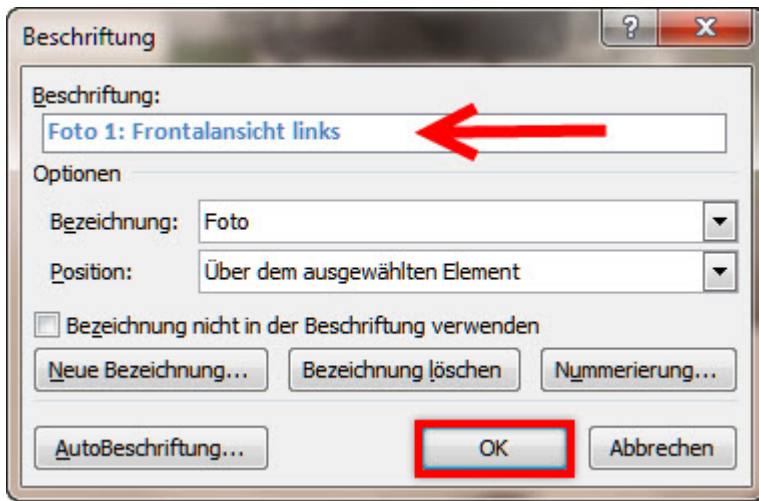 Beschriftung
Beschriftung:
Foto 1: Frontalansicht links
Optionen
Bezeichnung: Foto
Position: Über dem ausgewählten Element
Bezeichnung nicht in der Beschriftung verwenden
Neue Bezeichnung... Bezeichnung löschen Nummerierung...
AutoBeschriftung... OK Abbrechen